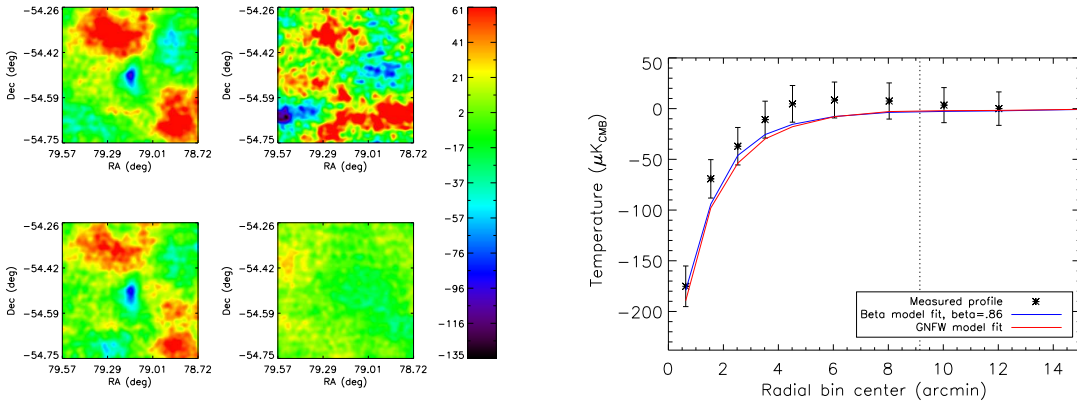 -54.26
-54.42
-54.59
-54.75
Dec (deg)
79.57 79.29 79.01 78.72
RA (deg)
-54.26
-54.42
-54.59
-54.75
Dec (deg)
79.57 79.29 79.01 78.72
RA (deg)
-54.26
-54.42
-54.59
-54.75
Dec (deg)
79.57 79.29 79.01 78.72
RA (deg)
-54.26
-54.42
-54.59
-54.75
Dec (deg)
79.57 79.29 79.01 78.72
RA (deg)
61
41
21
2
-17
-37
-57
-76
-96
-116
-135
50
0
-50
-100
-150
-200
Temperature (μK_CMB)
Measured profile
Beta model fit, beta=.86
GNFW model fit
0 2 4 6 8 10 12 14
Radial bin center (arcmin)